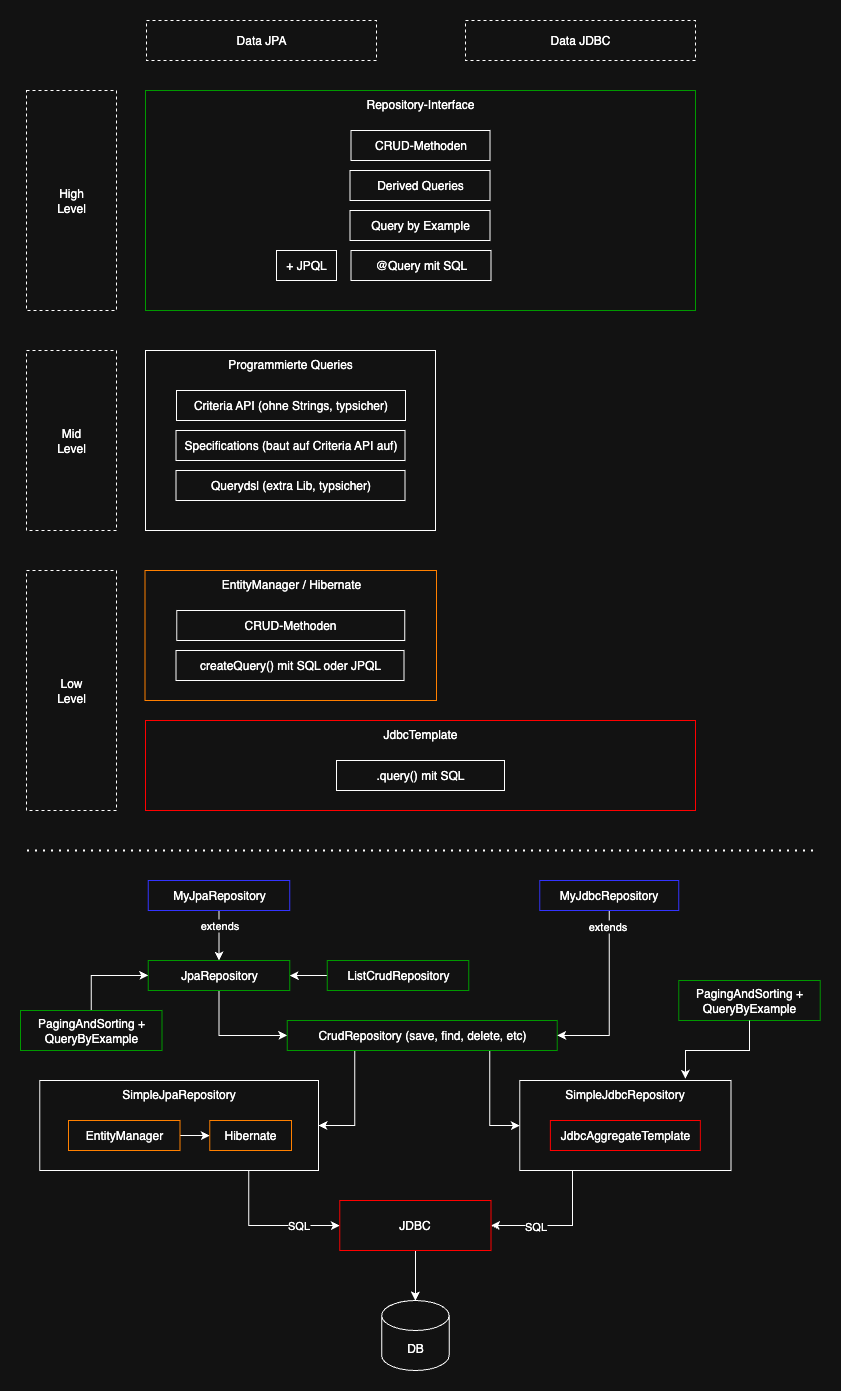 Data JPA
Data JDBC
High
Level
Repository-Interface
CRUD-Methoden
Derived Queries
Query by Example
+ JPQL
@Query mit SQL
Mid
Level
Programmierte Queries
Criteria API (ohne Strings, typsicher)
Specifications (baut auf Criteria API auf)
Querydsl (extra Lib, typsicher)
Low
Level
EntityManager / Hibernate
CRUD-Methoden
createQuery() mit SQL oder JPQL
JdbcTemplate
.query() mit SQL
MyJpaRepository
MyJdbcRepository
extends
extends
JpaRepository
ListCrudRepository
PagingAndSorting +
QueryByExample
PagingAndSorting +
QueryByExample
CrudRepository (save, find, delete, etc)
SimpleJpaRepository
EntityManager
Hibernate
SimpleJdbcRepository
JdbcAggregateTemplate
SQL
JDBC
SQL
DB